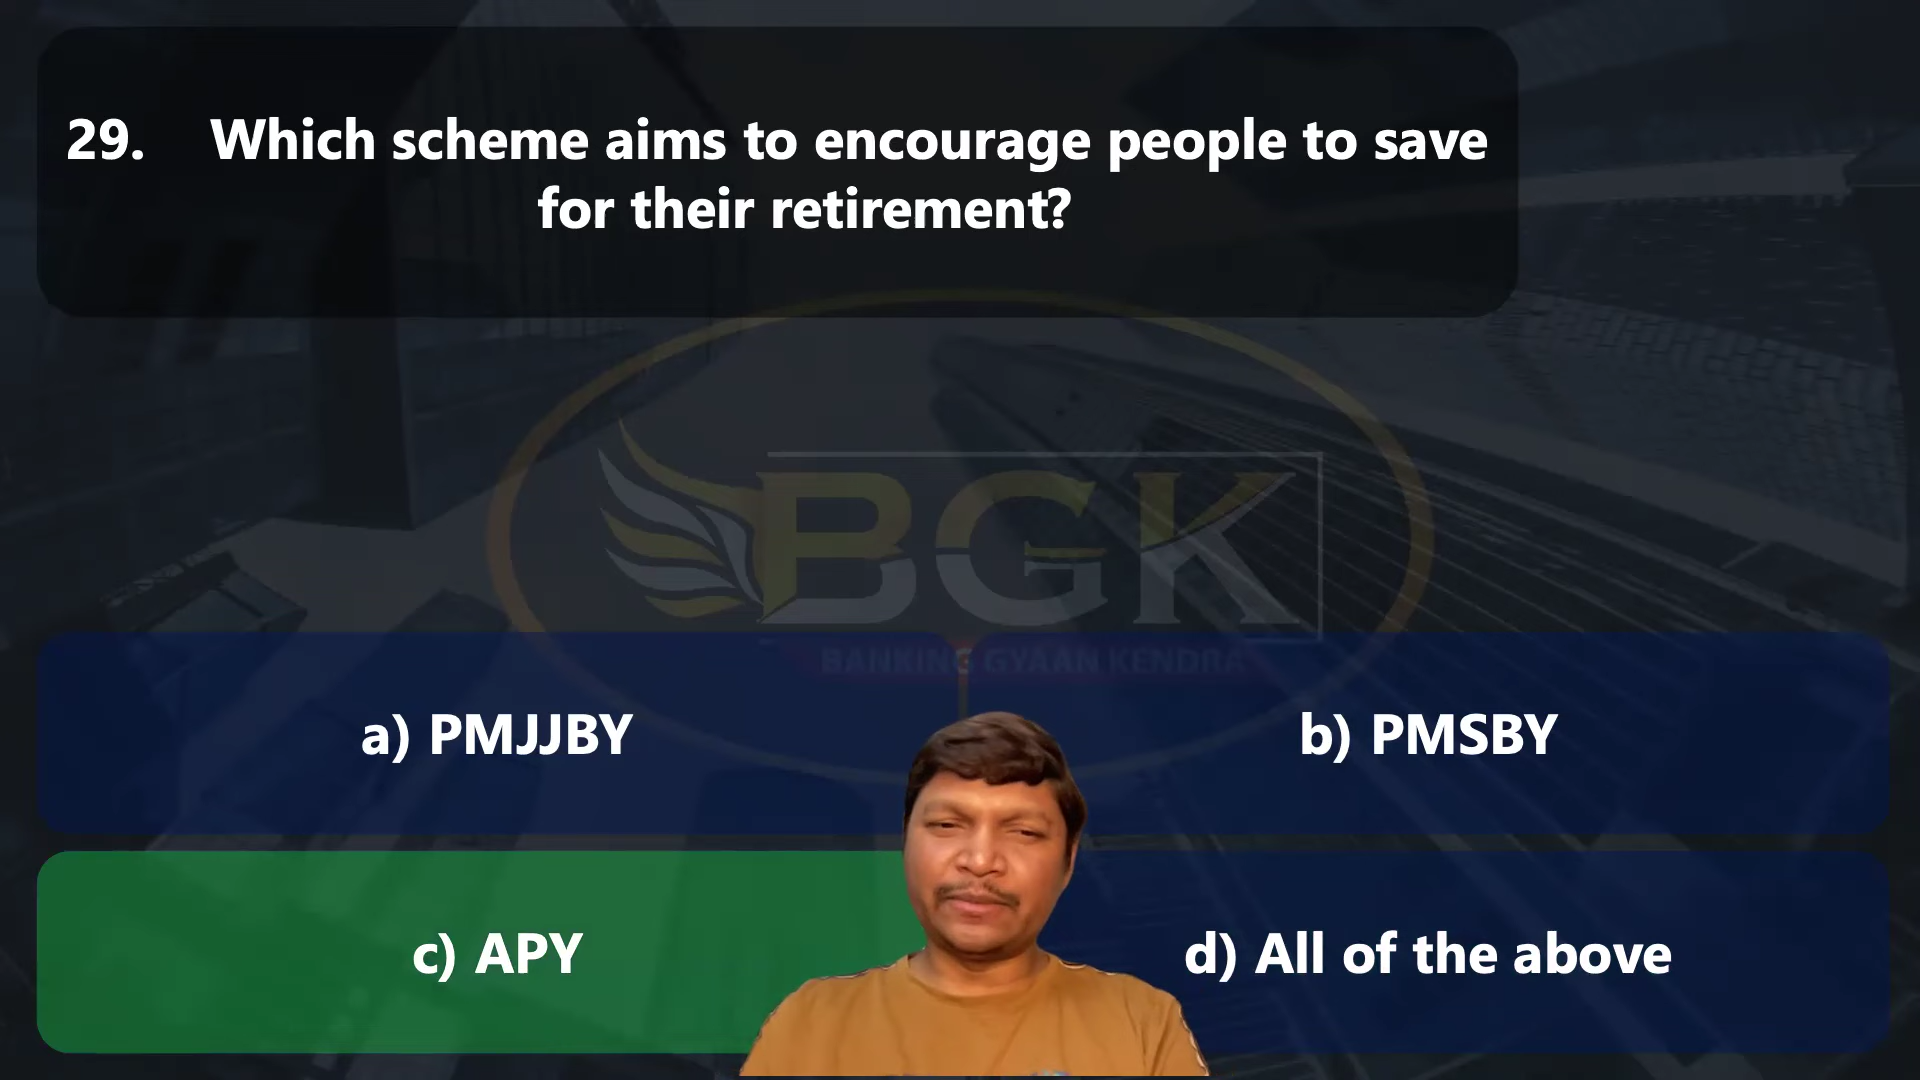 29. Which scheme aims to encourage people to save
for their retirement?
BGK
BANKING GYAAN KENDRA
a) PMJJBY
b) PMSBY
c) APY
d) All of the above